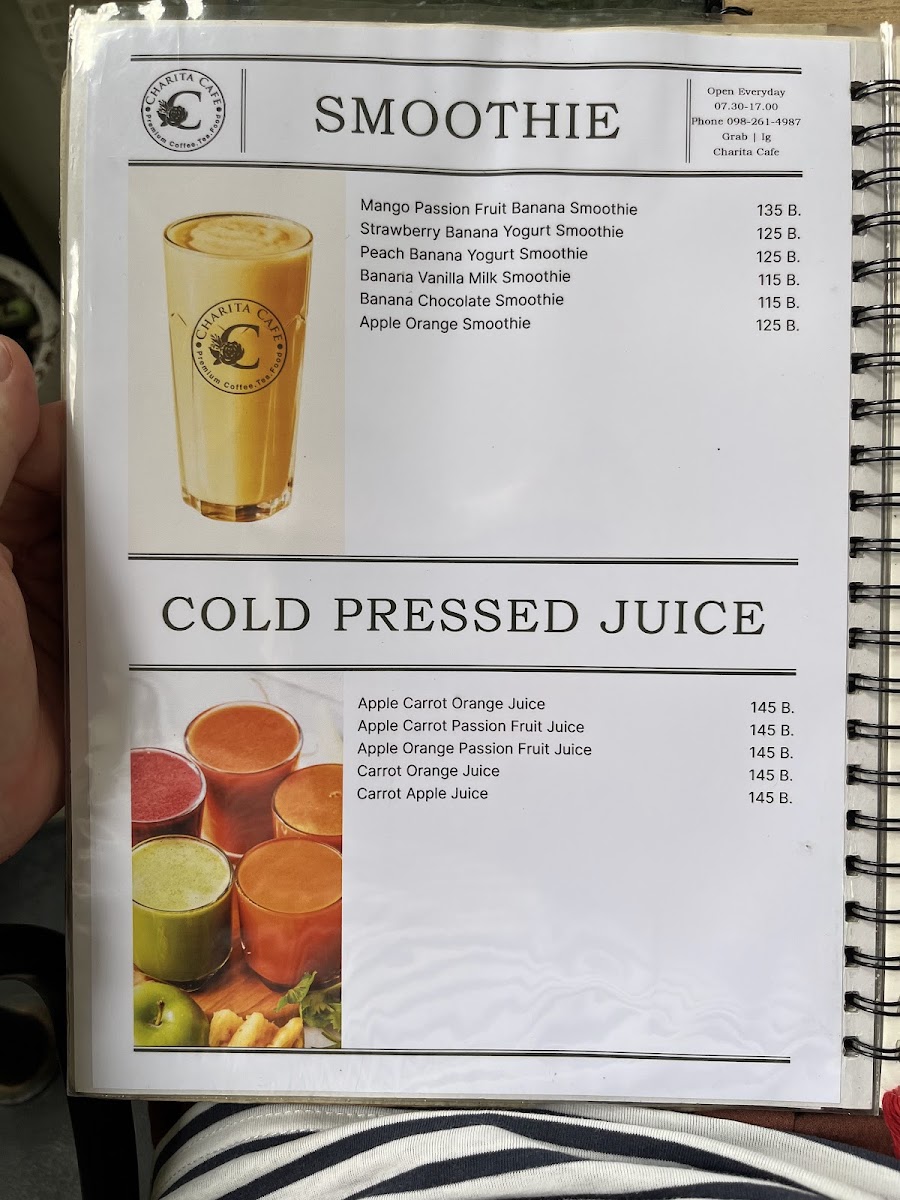 CHARITA CAFE
C
Premium Coffee.Tea.Food
SMOOTHIE
Open Everyday
07.30-17.00
Phone 098-261-4987
Grab | Ig
Charita Cafe
Mango Passion Fruit Banana Smoothie 135 B.
Strawberry Banana Yogurt Smoothie 125 B.
Peach Banana Yogurt Smoothie 125 B.
Banana Vanilla Milk Smoothie 115 B.
Banana Chocolate Smoothie 115 B.
Apple Orange Smoothie 125 B.
CHARITA CAFE
C
Premium Coffee.Tea.Food
COLD PRESSED JUICE
Apple Carrot Orange Juice 145 B.
Apple Carrot Passion Fruit Juice 145 B.
Apple Orange Passion Fruit Juice 145 B.
Carrot Orange Juice 145 B.
Carrot Apple Juice 145 B.